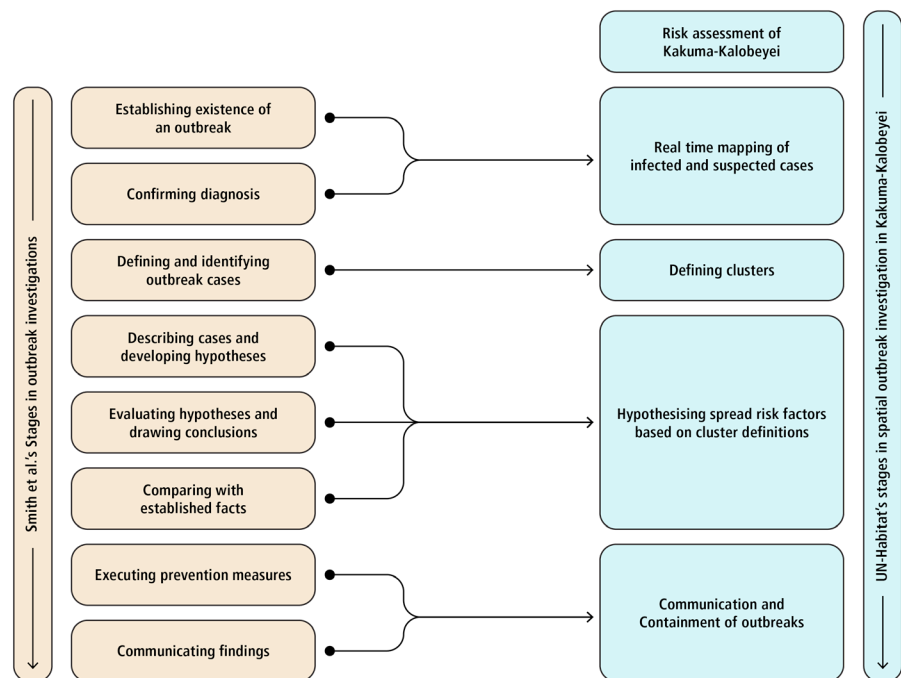 Risk assessment of
Kakuma-Kalobeyei
Smith et al.'s Stages in outbreak investigations
Establishing existence of
an outbreak
Confirming diagnosis
Real time mapping of
infected and suspected cases
Defining and identifying
outbreak cases
Defining clusters
Describing cases and
developing hypotheses
Evaluating hypotheses and
drawing conclusions
Comparing with
established facts
Hypothesising spread risk factors
based on cluster definitions
Executing prevention measures
Communicating findings
Communication and
Containment of outbreaks
UN-Habitat's stages in spatial outbreak investigation in Kakuma-Kalobeyei